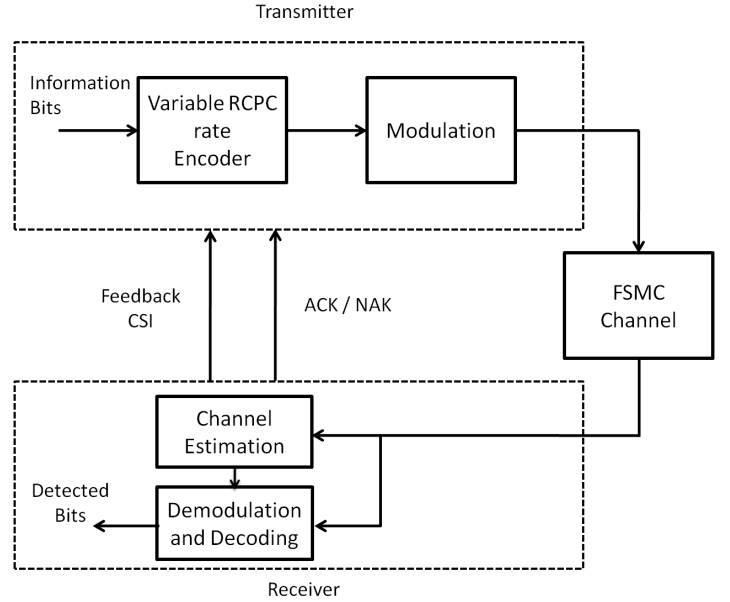 Transmitter
Information
Bits
Variable RCPC
rate
Encoder
Modulation
Feedback
CSI
ACK / NAK
FSMC
Channel
Channel
Estimation
Detected
Bits
Demodulation
and Decoding
Receiver